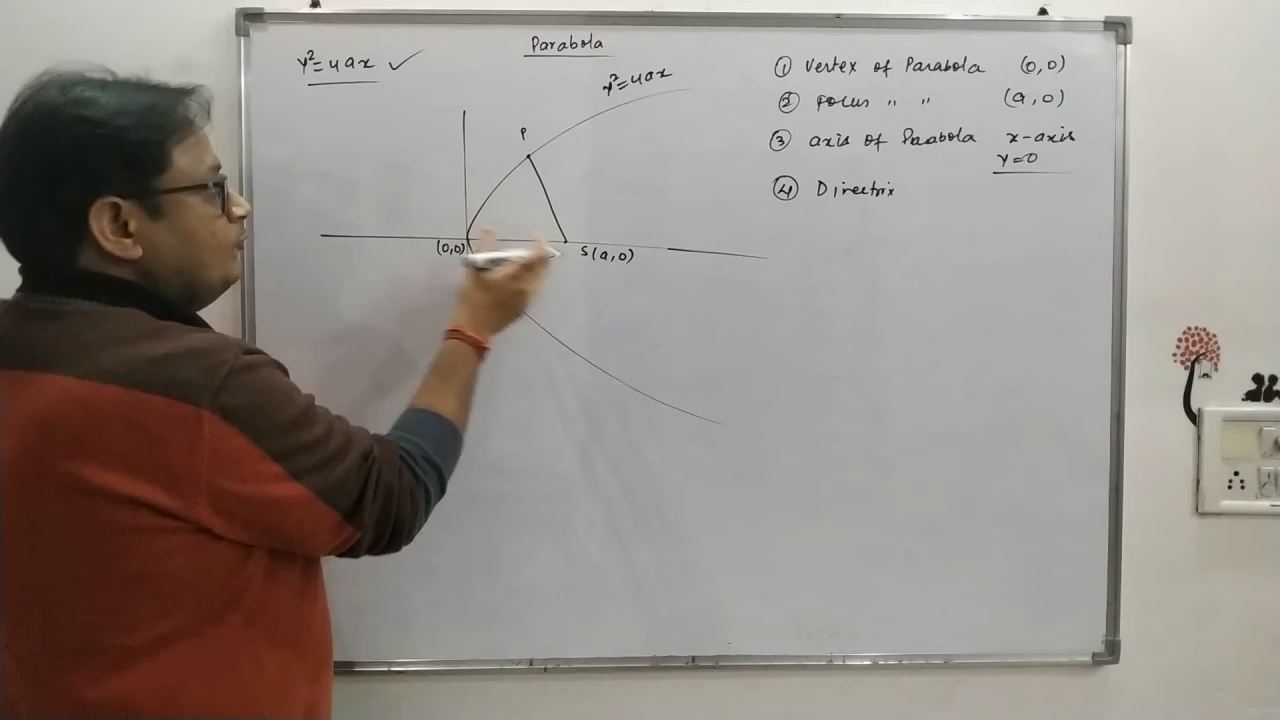 Parabola
y²=4ax ✓
y²=4ax
P
(0,0)
S(a,0)
① Vertex of Parabola (0,0)
② Focus " " (a,0)
③ axis of Parabola x-axis
y=0
④ Directrix